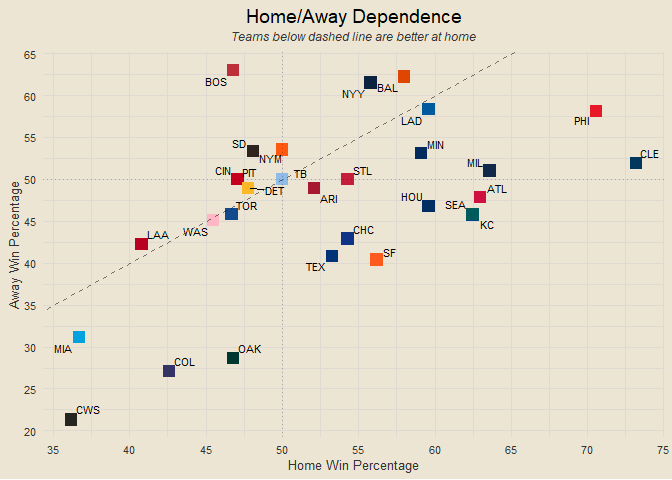 Home/Away Dependence
Teams below dashed line are better at home
65
BOS
NYY
BAL
60
LAD
PHI
55
SD
NYM
MIN
MIL
CLE
50
CIN
PIT
TB
STL
DET
ARI
ATL
HOU
SEA
KC
45
TOR
WAS
LAA
CHC
SF
TEX
40
35
MIA
30
OAK
COL
25
CWS
20
Away Win Percentage
35 40 45 50 55 60 65 70 75
Home Win Percentage